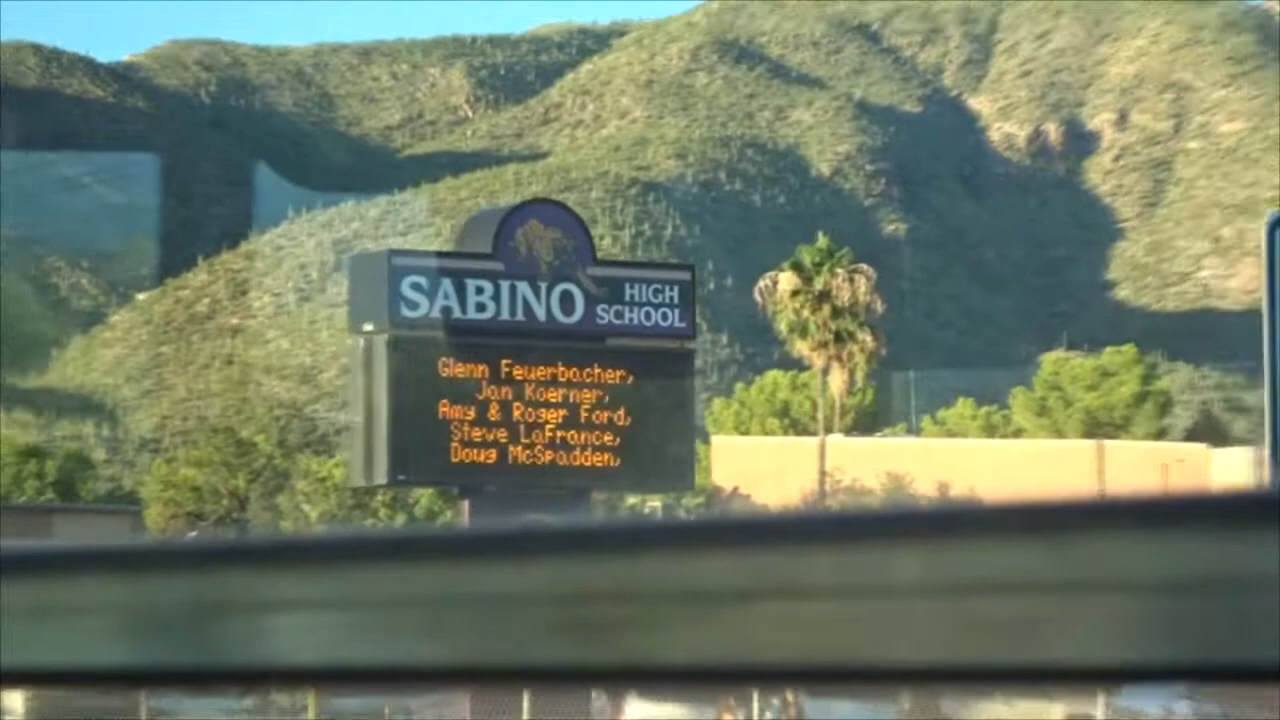 SABINO HIGH SCHOOL
Glenn Feuerbacher,
Jan Koerner,
Amy & Roger Ford,
Steve LaFrance,
Doug McSpadden,